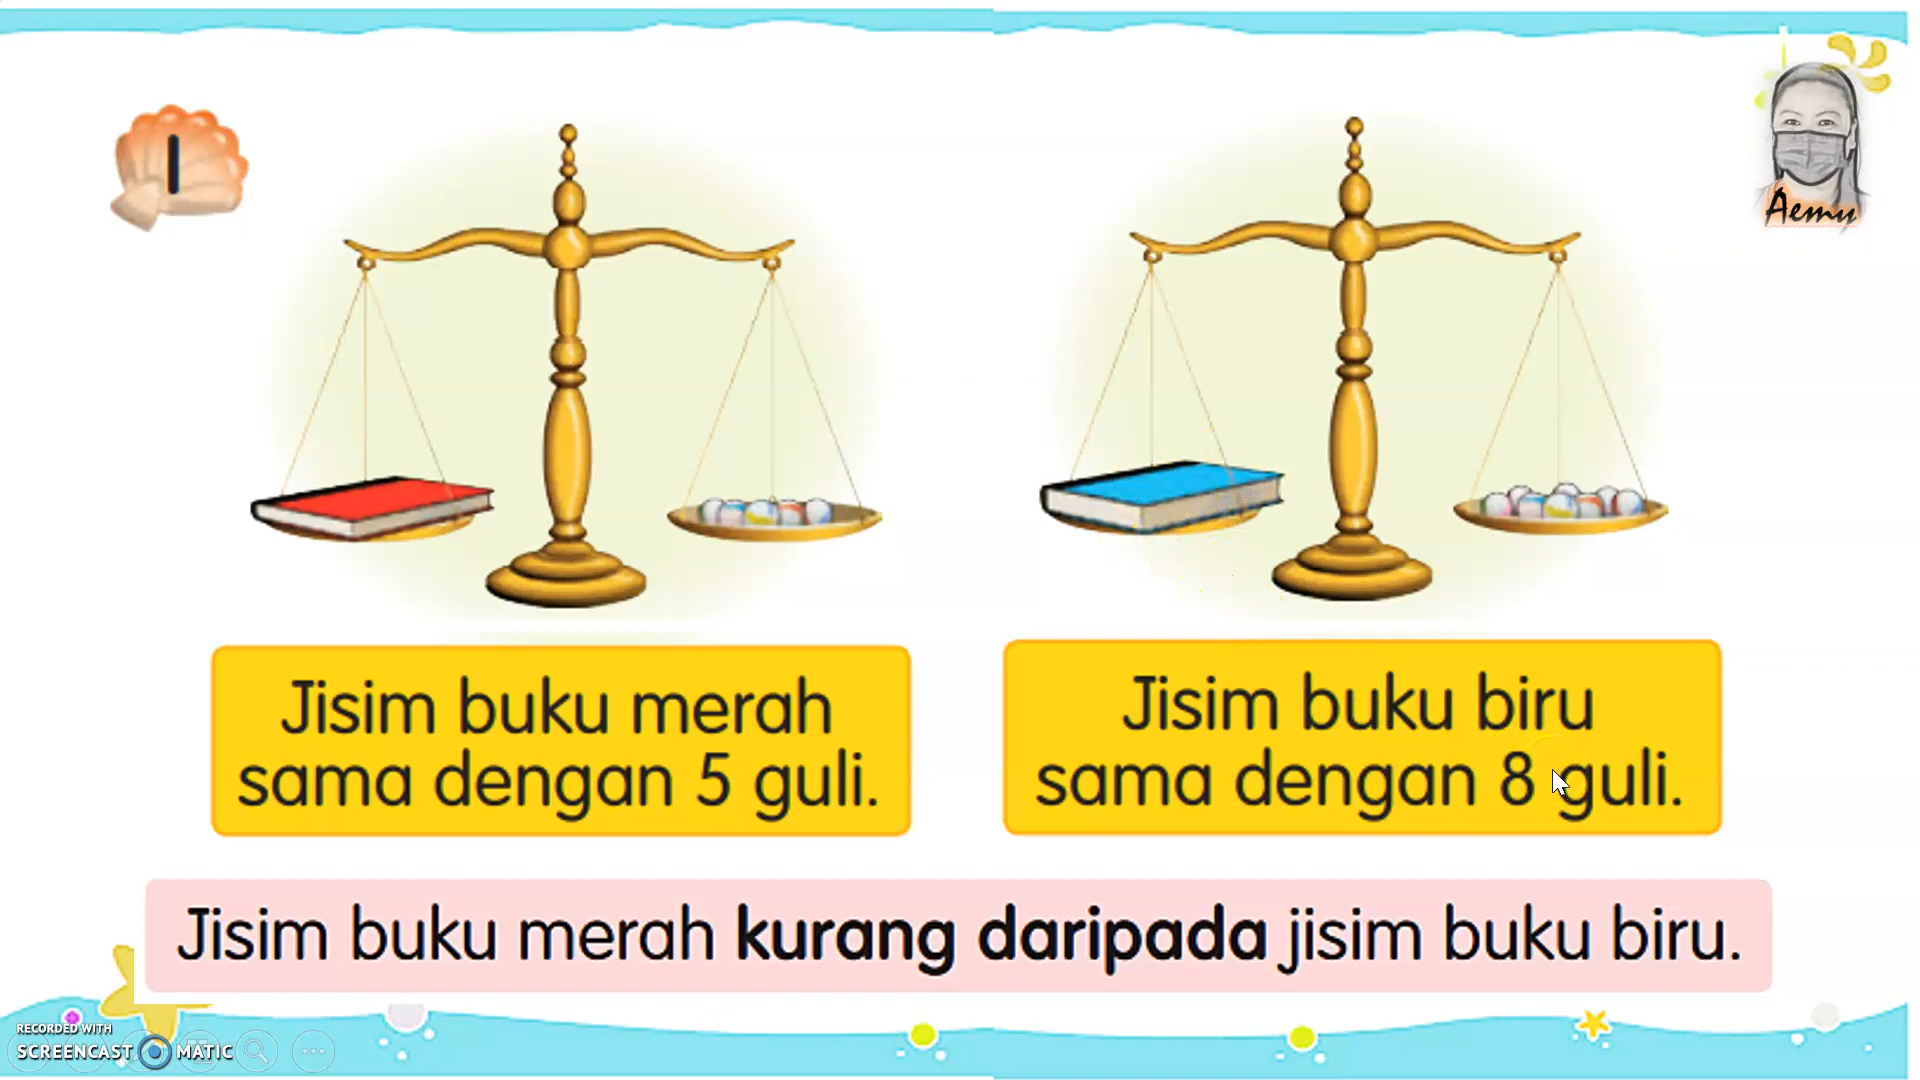 1
Aemy
Jisim buku merah
sama dengan 5 guli.
Jisim buku biru
sama dengan 8 guli.
Jisim buku merah kurang daripada jisim buku biru.
RECORDED WITH
SCREENCAST MATIC